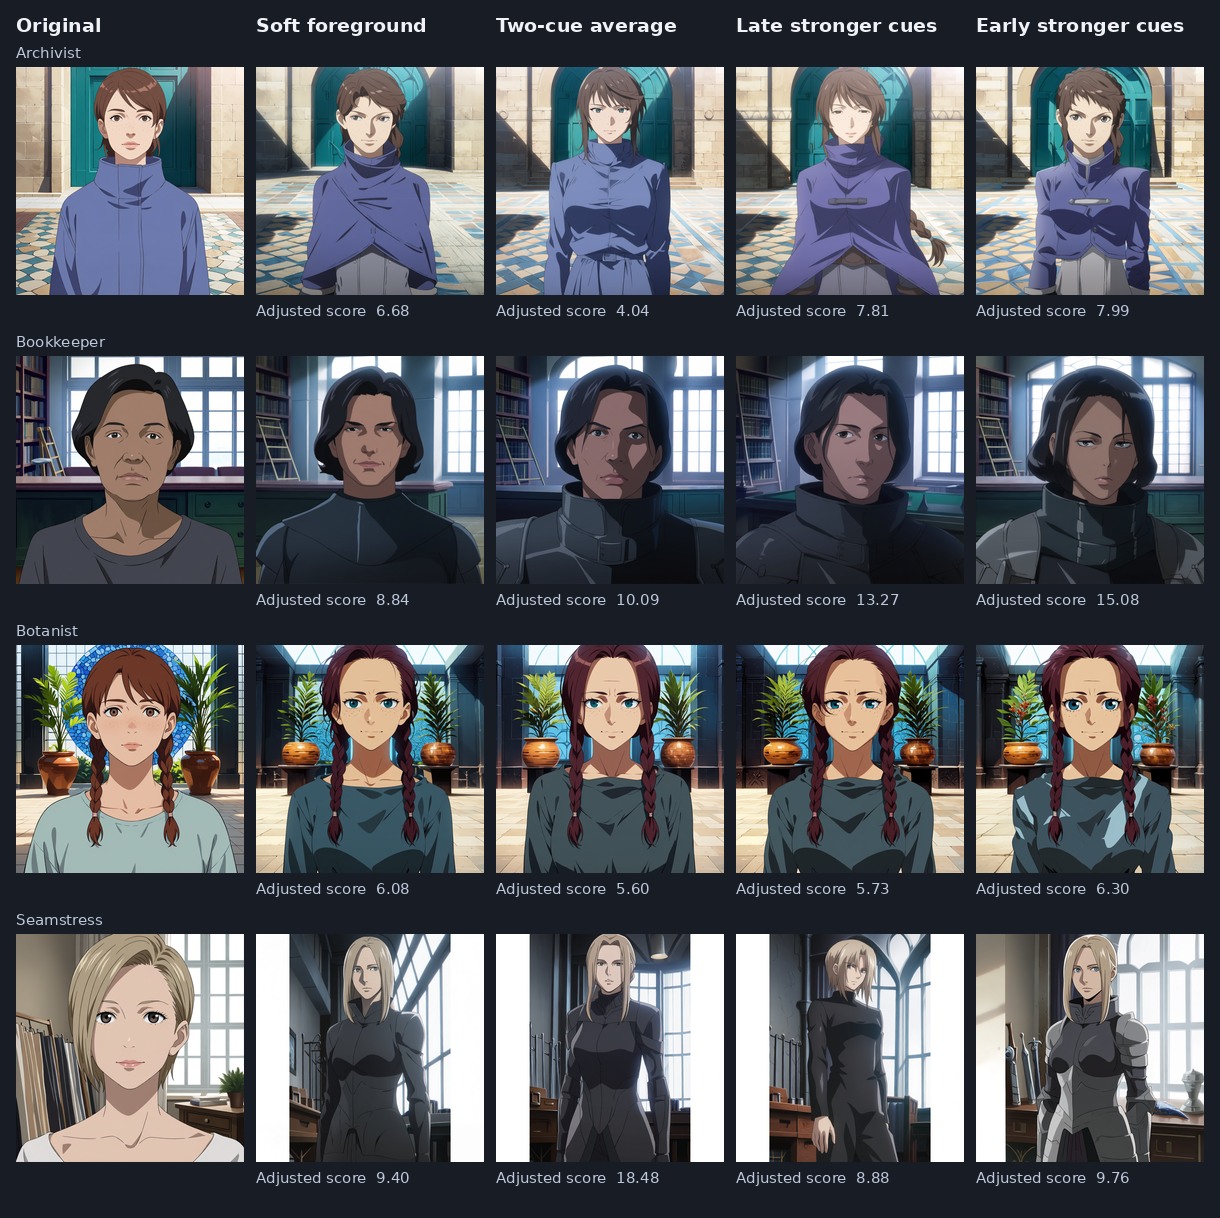 Original Soft foreground Two-cue average Late stronger cues Early stronger cues
Archivist
Adjusted score 6.68 Adjusted score 4.04 Adjusted score 7.81 Adjusted score 7.99
Bookkeeper
Adjusted score 8.84 Adjusted score 10.09 Adjusted score 13.27 Adjusted score 15.08
Botanist
Adjusted score 6.08 Adjusted score 5.60 Adjusted score 5.73 Adjusted score 6.30
Seamstress
Adjusted score 9.40 Adjusted score 18.48 Adjusted score 8.88 Adjusted score 9.76